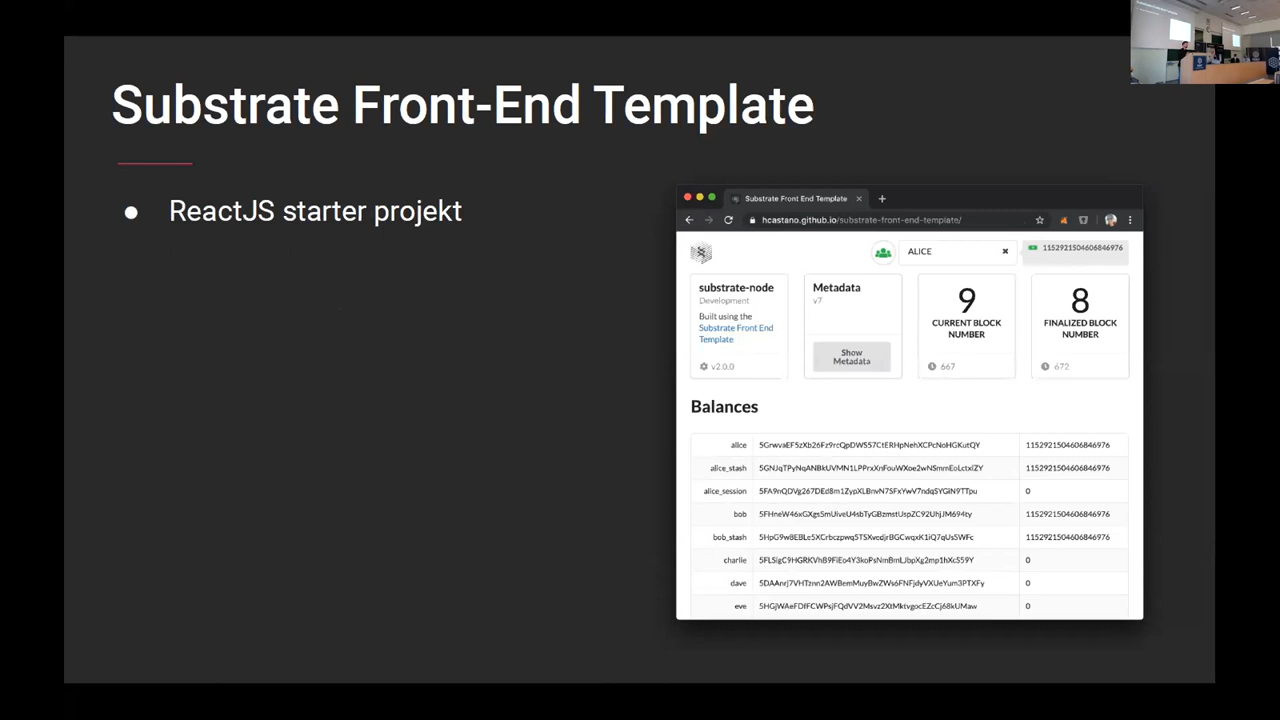 Substrate Front-End Template
● ReactJS starter projekt
Substrate Front End Template
hcastano.github.io/substrate-front-end-template/
ALICE
1152921504606846976
substrate-node
Development
Built using the
Substrate Front End
Template
v2.0.0
Metadata
v7
Show
Metadata
9
CURRENT BLOCK
NUMBER
667
8
FINALIZED BLOCK
NUMBER
672
Balances
alice 1152921504606846976
alice_stash 1152921504606846976
alice_session 0
bob 1152921504606846976
bob_stash 1152921504606846976
charlie 0
dave 0
eve 0